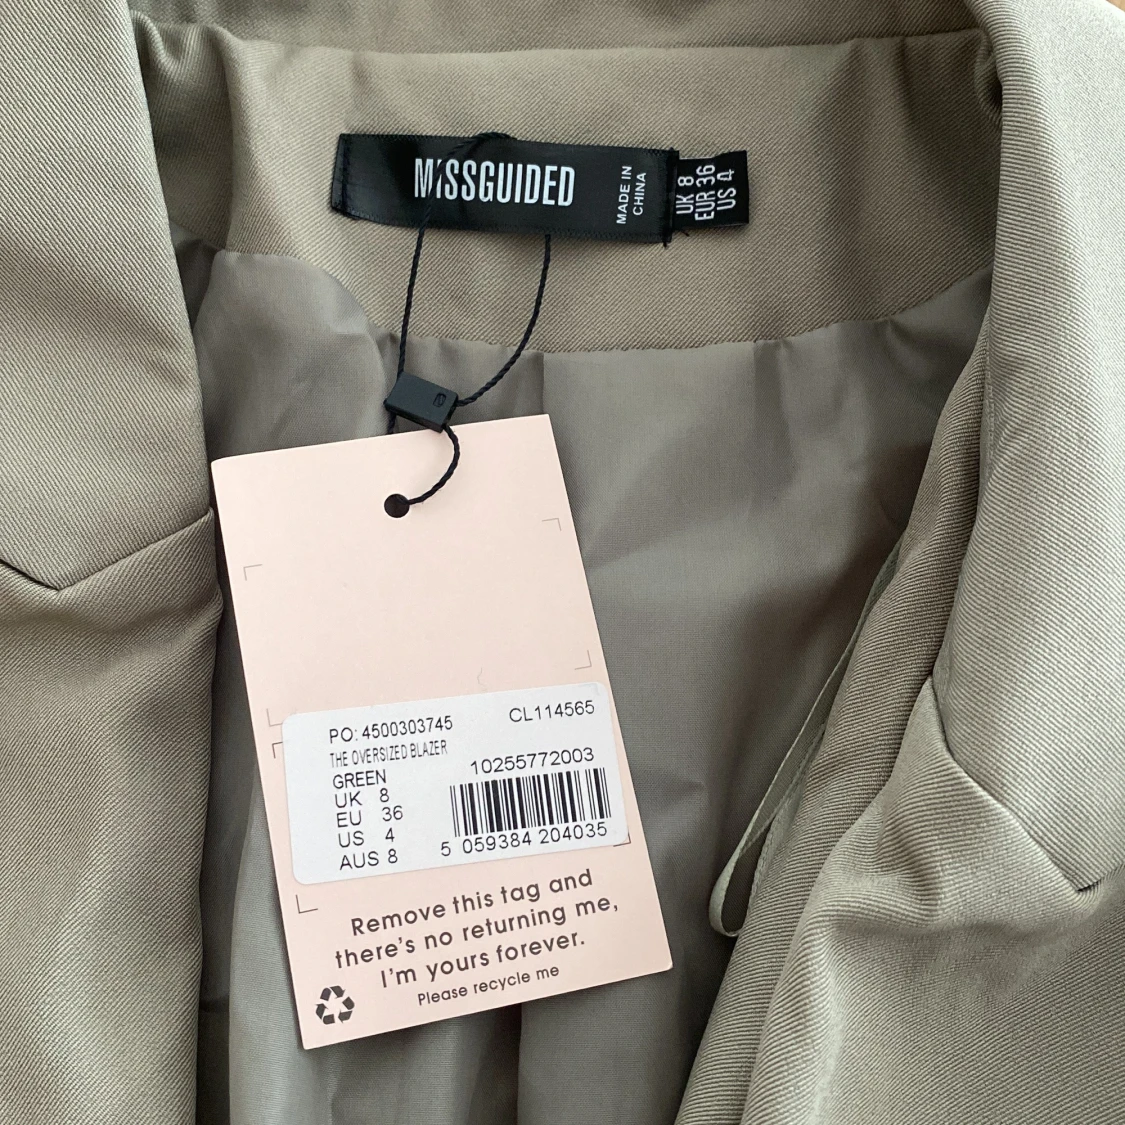 MISSGUIDED
MADE IN
CHINA
UK 8
EUR 36
US 4
PO: 4500303745
CL114565
THE OVERSIZED BLAZER
GREEN
10255772003
UK 8
EU 36
US 4
AUS 8
5 059384 204035
Remove this tag and
there's no returning me,
I'm yours forever.
Please recycle me